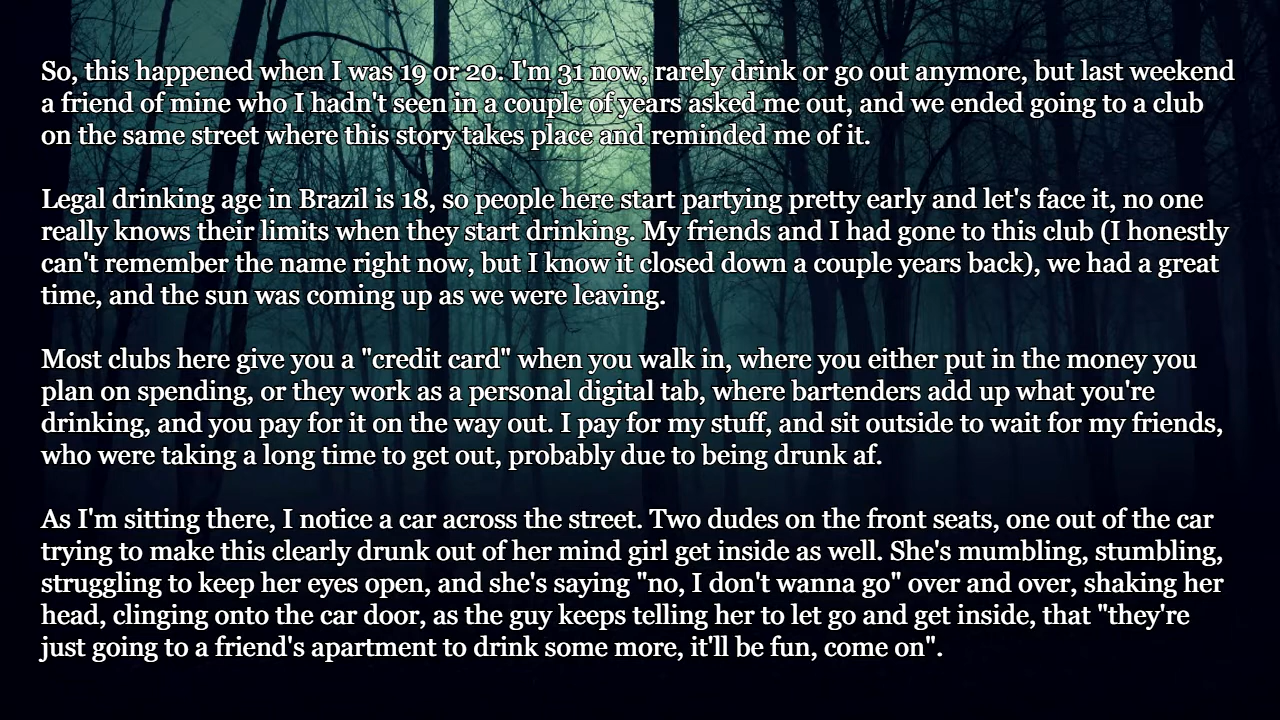 So, this happened when I was 19 or 20. I'm 31 now, rarely drink or go out anymore, but last weekend
a friend of mine who I hadn't seen in a couple of years asked me out, and we ended going to a club
on the same street where this story takes place and reminded me of it.
Legal drinking age in Brazil is 18, so people here start partying pretty early and let's face it, no one
really knows their limits when they start drinking. My friends and I had gone to this club (I honestly
can't remember the name right now, but I know it closed down a couple years back), we had a great
time, and the sun was coming up as we were leaving.
Most clubs here give you a "credit card" when you walk in, where you either put in the money you
plan on spending, or they work as a personal digital tab, where bartenders add up what you're
drinking, and you pay for it on the way out. I pay for my stuff, and sit outside to wait for my friends,
who were taking a long time to get out, probably due to being drunk af.
As I'm sitting there, I notice a car across the street. Two dudes on the front seats, one out of the car
trying to make this clearly drunk out of her mind girl get inside as well. She's mumbling, stumbling,
struggling to keep her eyes open, and she's saying "no, I don't wanna go" over and over, shaking her
head, clinging onto the car door, as the guy keeps telling her to let go and get inside, that "they're
just going to a friend's apartment to drink some more, it'll be fun, come on".